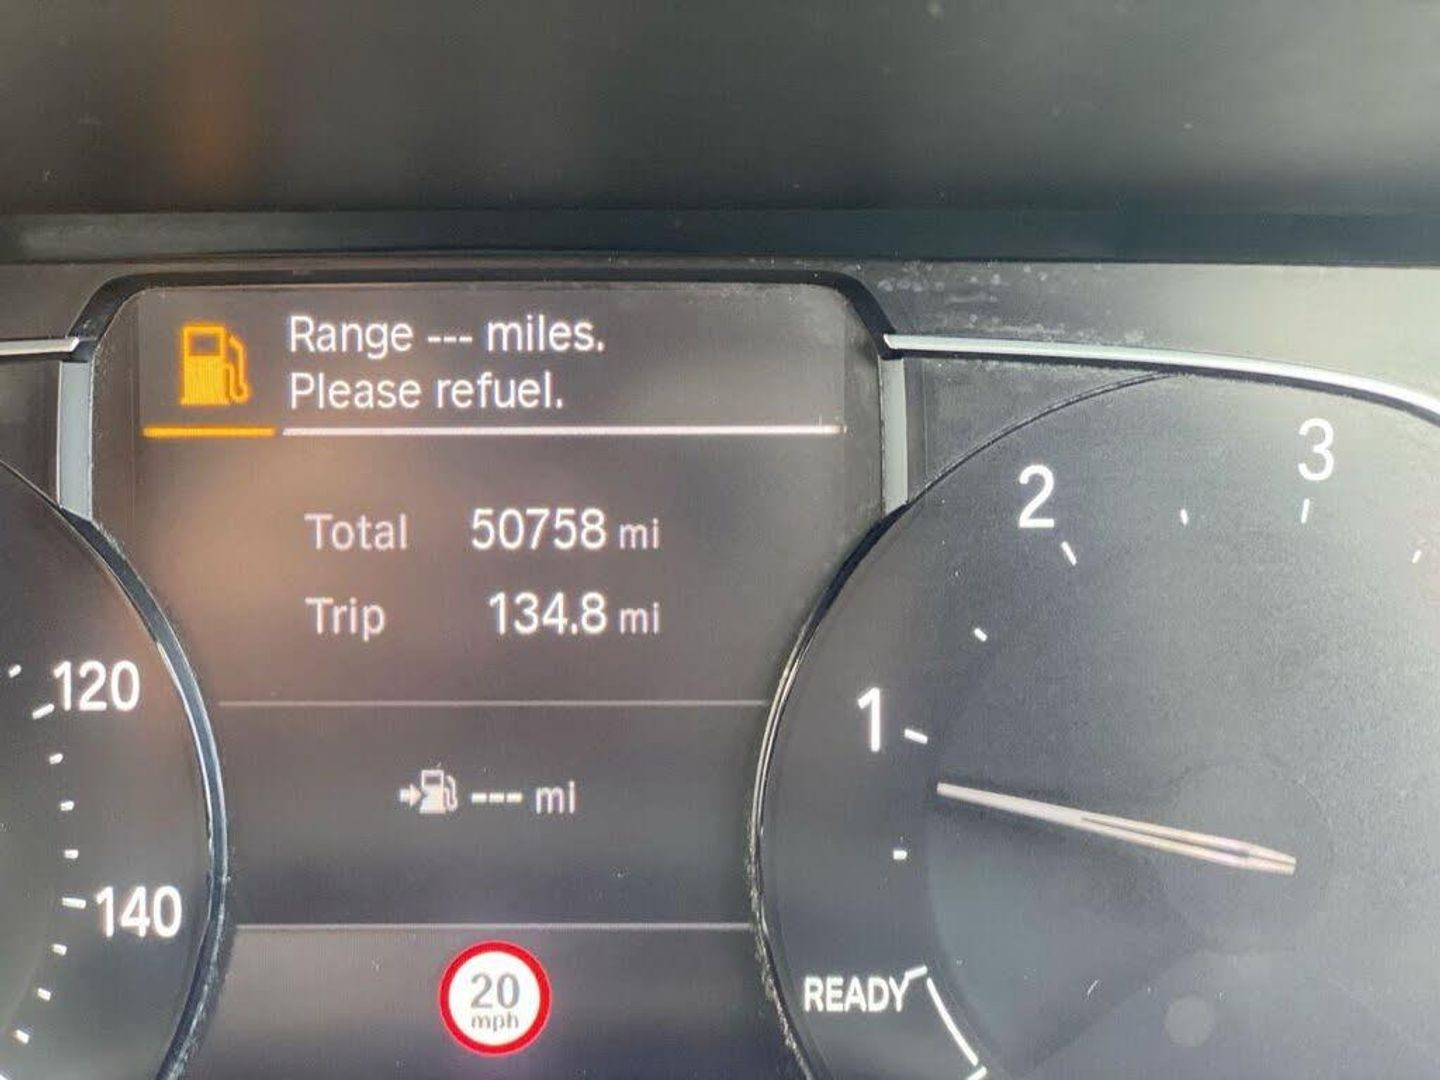 Range --- miles.
Please refuel.
Total 50758 mi
Trip 134.8 mi
--- mi
20
mph
120
140
1
2
3
READY